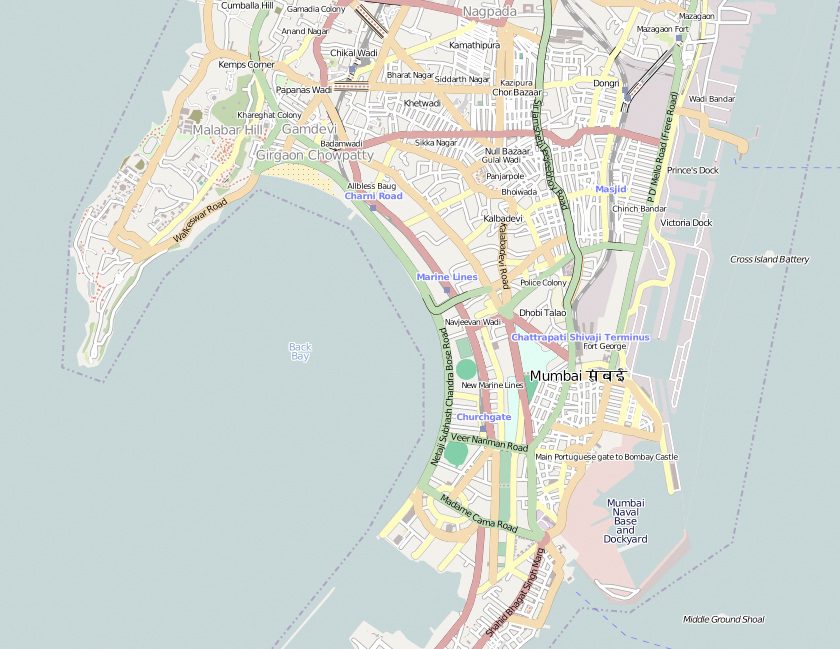 Cumballa Hill
Gamadia Colony
Nagpada
Mazagaon
Anand Nagar
Mazagaon Fort
Kamathipura
Chikal Wadi
Kemps Corner
Bharat Nagar
Siddarth Nagar
Kazipura
Chor Bazaar
Dongri
Papanas Wadi
Khetwadi
Wadi Bandar
Khareghat Colony
Malabar Hill
Gamdevi
Badamwadi
Sikka Nagar
Girgaon Chowpatty
Null Bazaar
Gulal Wadi
Panjarpole
Prince's Dock
Allbless Baug
Charni Road
Bhoiwada
Masjid
Sir Jamshetji Jejeebhoy Road
P D' Mello Road (Frere Road)
Chinch Bandar
Kalbadevi
Victoria Dock
Walkeswar Road
Kalabadevi Road
Cross Island Battery
Marine Lines
Police Colony
Dhobi Talao
Navjeevan Wadi
Chattrapati Shivaji Terminus
Fort George
Back
Bay
Mumbai मुंबई
New Marine Lines
Netaji Subhash Chandra Bose Road
Churchgate
Veer Nariman Road
Main Portuguese gate to Bombay Castle
Madame Cama Road
Mumbai
Naval
Base
and
Dockyard
Shahid Bhagat Singh Marg
Middle Ground Shoal